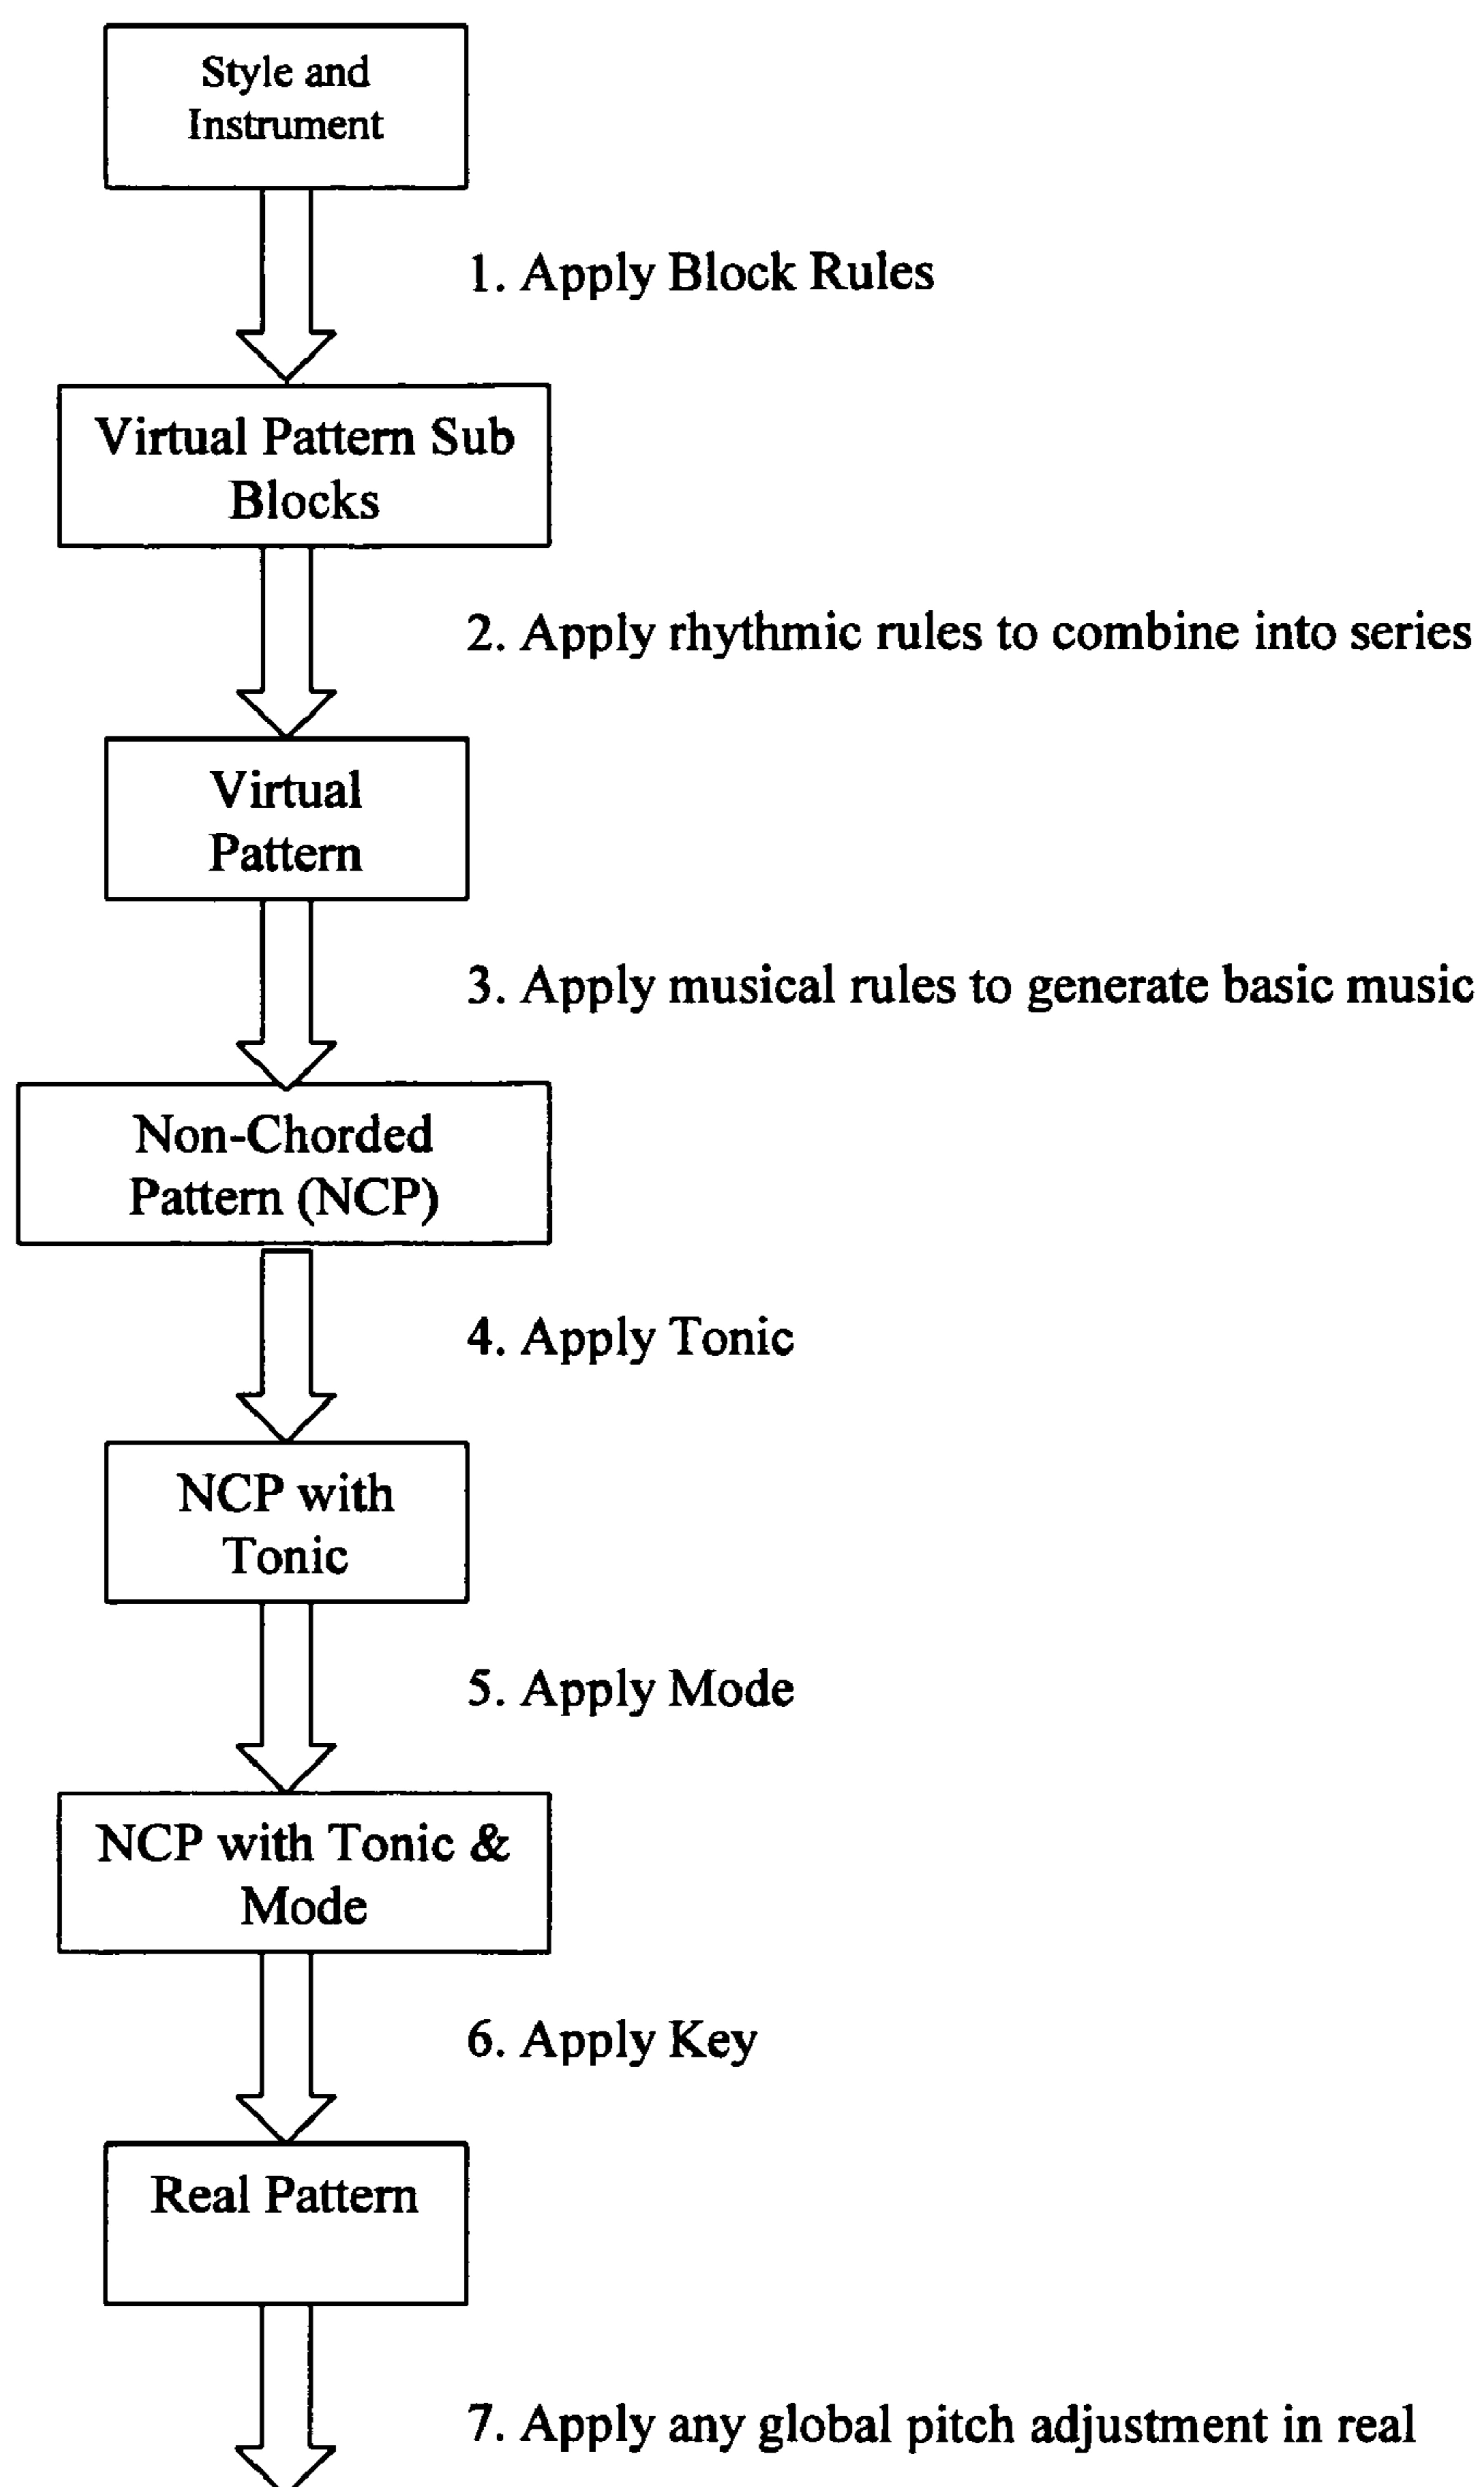 Style and
Instrument
1. Apply Block Rules
Virtual Pattern Sub
Blocks
2. Apply rhythmic rules to combine into series
Virtual
Pattern
3. Apply musical rules to generate basic music
Non-Chorded
Pattern (NCP)
4. Apply Tonic
NCP with
Tonic
5. Apply Mode
NCP with Tonic &
Mode
6. Apply Key
Real Pattern
7. Apply any global pitch adjustment in real